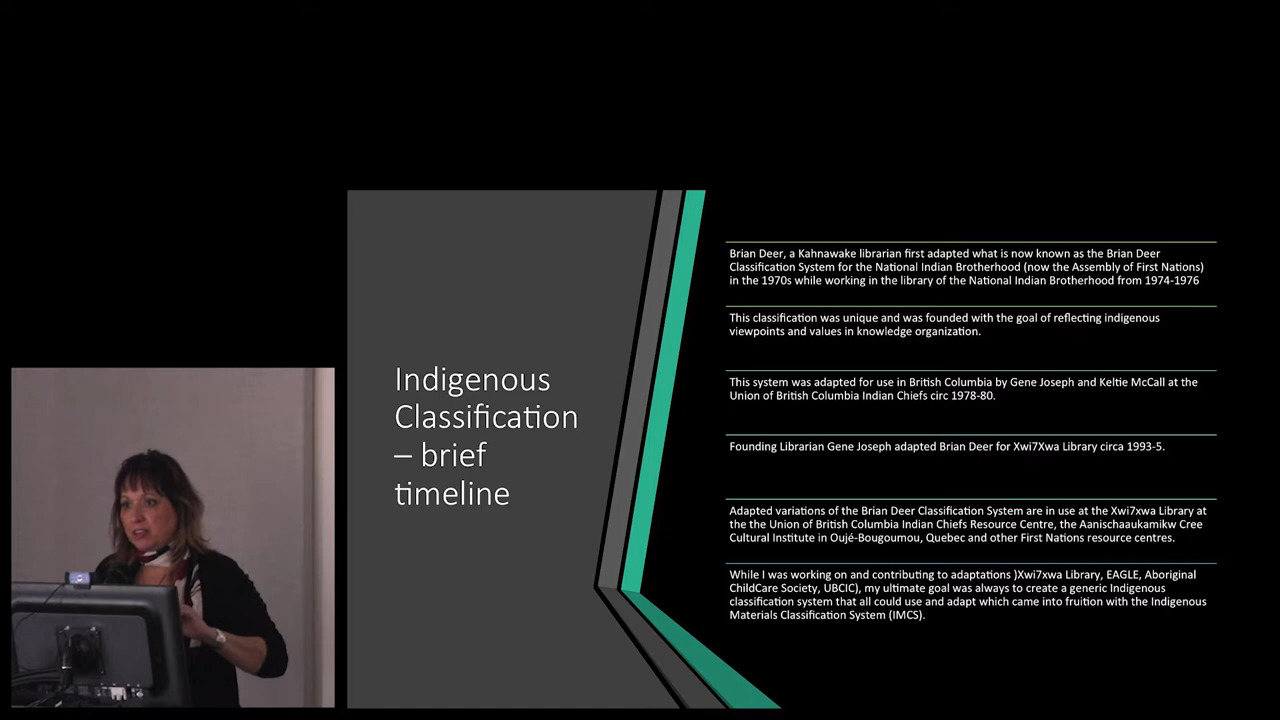 Indigenous
Classification
– brief
timeline
Brian Deer, a Kahnawake librarian first adapted what is now known as the Brian Deer
Classification System for the National Indian Brotherhood (now the Assembly of First Nations)
in the 1970s while working in the library of the National Indian Brotherhood from 1974-1976
This classification was unique and was founded with the goal of reflecting indigenous
viewpoints and values in knowledge organization.
This system was adapted for use in British Columbia by Gene Joseph and Keltie McCall at the
Union of British Columbia Indian Chiefs circ 1978-80.
Founding Librarian Gene Joseph adapted Brian Deer for Xwi7Xwa Library circa 1993-5.
Adapted variations of the Brian Deer Classification System are in use at the Xwi7xwa Library at
the the Union of British Columbia Indian Chiefs Resource Centre, the Aanischaaukamikw Cree
Cultural Institute in Oujé-Bougoumou, Quebec and other First Nations resource centres.
While I was working on and contributing to adaptations )Xwi7xwa Library, EAGLE, Aboriginal
ChildCare Society, UBCIC), my ultimate goal was always to create a generic Indigenous
classification system that all could use and adapt which came into fruition with the Indigenous
Materials Classification System (IMCS).